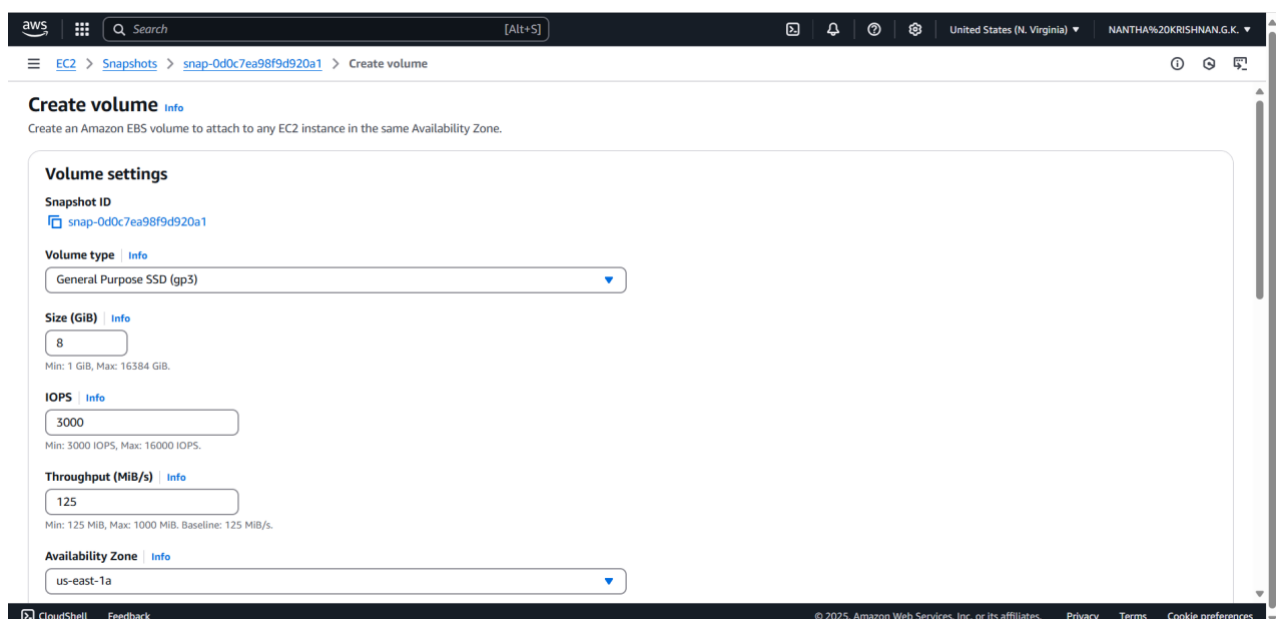 aws Search [Alt+S] United States (N. Virginia) ▼ NANTHA%20KRISHNAN.G.K. ▼
EC2 > Snapshots > snap-0d0c7ea98f9d920a1 > Create volume
Create volume Info
Create an Amazon EBS volume to attach to any EC2 instance in the same Availability Zone.
Volume settings
Snapshot ID
snap-0d0c7ea98f9d920a1
Volume type Info
General Purpose SSD (gp3)
Size (GiB) Info
8
Min: 1 GiB, Max: 16384 GiB.
IOPS Info
3000
Min: 3000 IOPS, Max: 16000 IOPS.
Throughput (MiB/s) Info
125
Min: 125 MiB, Max: 1000 MiB. Baseline: 125 MiB/s.
Availability Zone Info
us-east-1a
CloudShell Feedback © 2025, Amazon Web Services, Inc. or its affiliates. Privacy Terms Cookie preferences